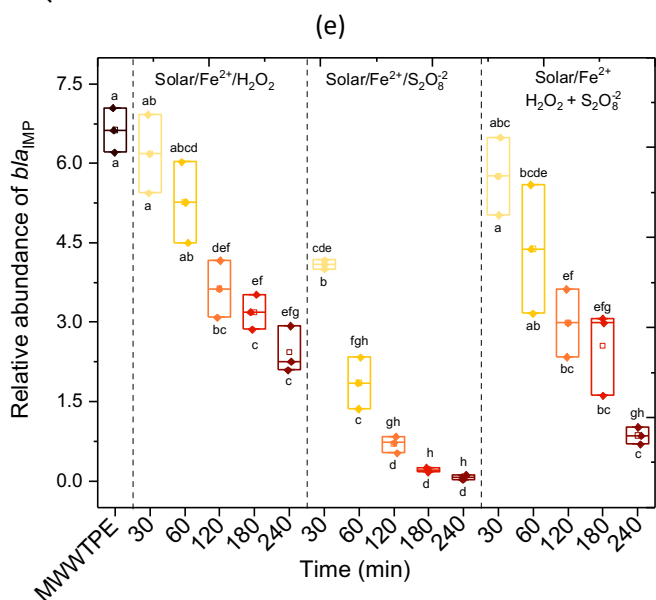 (e)
Solar/Fe²⁺/H₂O₂
Solar/Fe²⁺/S₂O₈⁻²
Solar/Fe²⁺
H₂O₂ + S₂O₈⁻²
Relative abundance of bla_IMP
7.5
6.0
4.5
3.0
1.5
0.0
a
a
ab
a
abcd
ab
def
bc
ef
c
efg
c
cde
b
fgh
c
gh
d
h
d
h
d
abc
a
bcde
ab
ef
bc
efg
bc
gh
c
MWWTPE
30
60
120
180
240
30
60
120
180
240
30
60
120
180
240
Time (min)